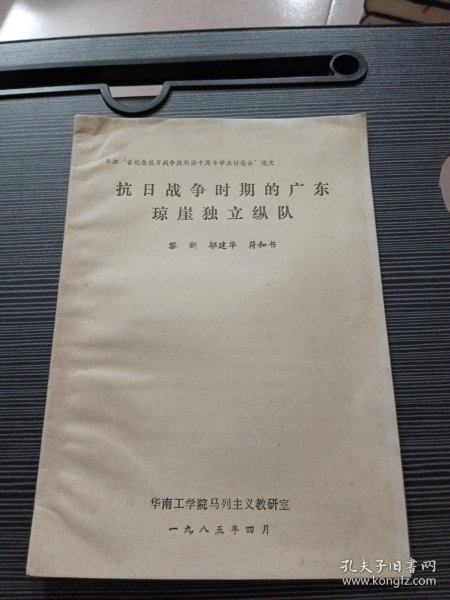 参加“省纪念抗日战争胜利四十周年学术讨论会”论文
抗日战争时期的广东
琼崖独立纵队
黎新 邬建华 符和书
华南工学院马列主义教研室
一九八五年四月
孔夫子旧书网
www.kongfz.com